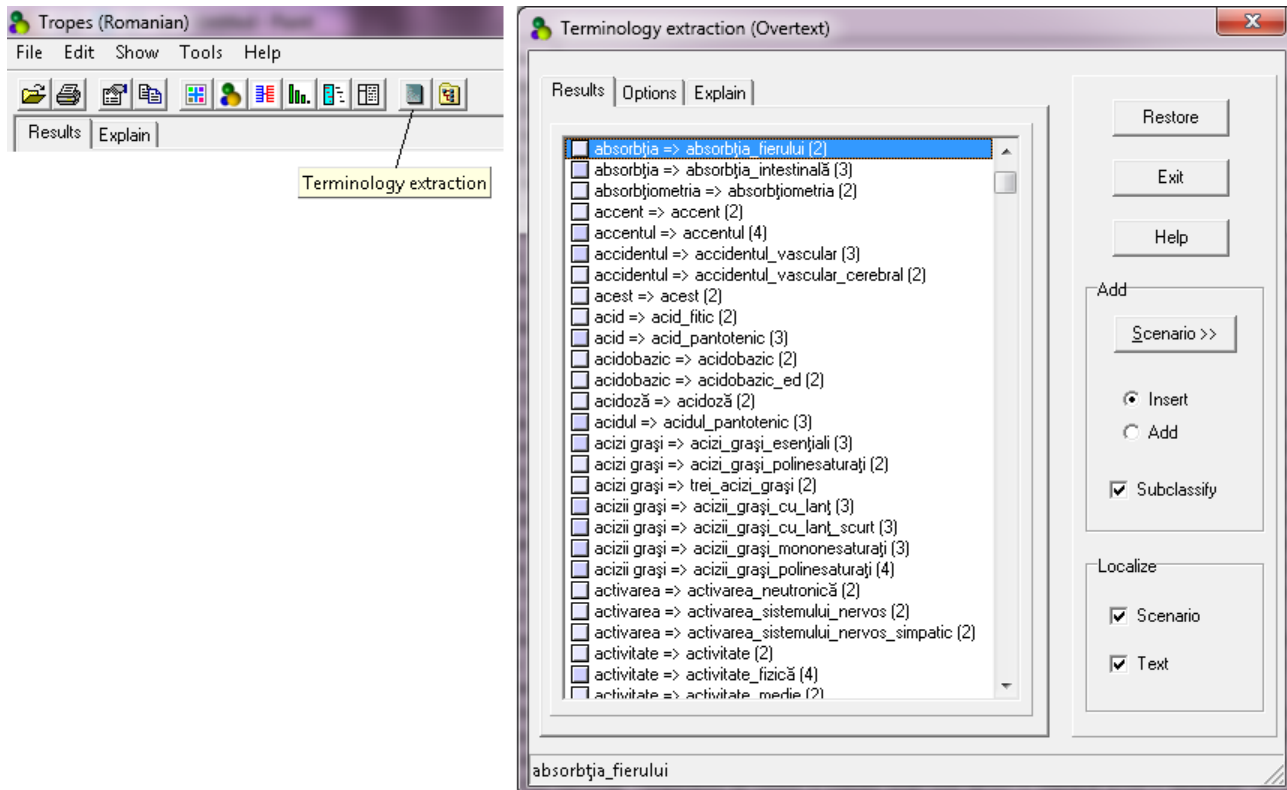 Tropes (Romanian)
File Edit Show Tools Help
Results Explain
Terminology extraction
Terminology extraction (Overtext)
Results Options Explain
absorbţia => absorbţia_fierului (2)
absorbţia => absorbţia_intestinală (3)
absorbţiometria => absorbţiometria (2)
accent => accent (2)
accentul => accentul (4)
accidentul => accidentul_vascular (3)
accidentul => accidentul_vascular_cerebral (2)
acest => acest (2)
acid => acid_fitic (2)
acid => acid_pantotenic (3)
acidobazic => acidobazic (2)
acidobazic => acidobazic_ed (2)
acidoză => acidoză (2)
acidul => acidul_pantotenic (3)
acizi graşi => acizi_graşi_esenţiali (3)
acizi graşi => acizi_graşi_polinesaturaţi (2)
acizi graşi => trei_acizi_graşi (2)
acizii graşi => acizii_graşi_cu_lanţ (3)
acizii graşi => acizii_graşi_cu_lanţ_scurt (3)
acizii graşi => acizii_graşi_mononesaturaţi (3)
acizii graşi => acizii_graşi_polinesaturaţi (4)
activarea => activarea_neutronică (2)
activarea => activarea_sistemului_nervos (2)
activarea => activarea_sistemului_nervos_simpatic (2)
activitate => activitate (2)
activitate => activitate_fizică (4)
activitate => activitate_medie (2)
Restore
Exit
Help
Add
Scenario >>
Insert
Add
Subclassify
Localize
Scenario
Text
absorbţia_fierului